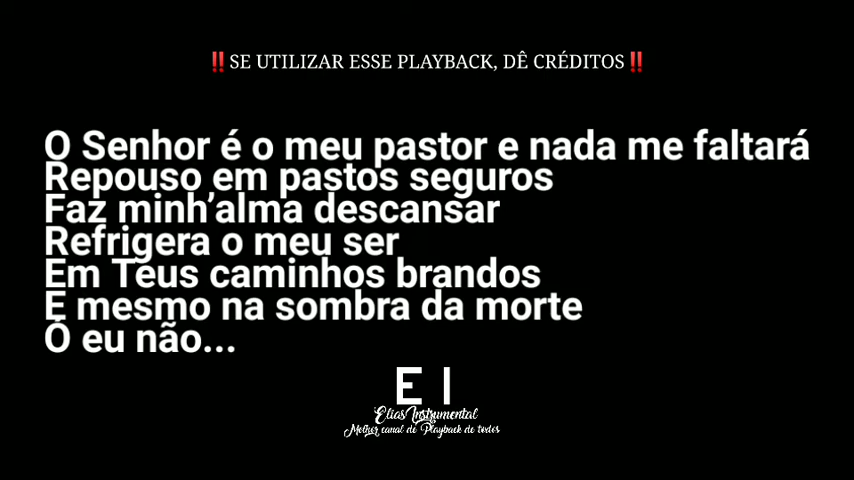 ‼️SE UTILIZAR ESSE PLAYBACK, DÊ CRÉDITOS‼️
O Senhor é o meu pastor e nada me faltará
Repouso em pastos seguros
Faz minh’alma descansar
Refrigera o meu ser
Em Teus caminhos brandos
E mesmo na sombra da morte
Ó eu não...
E I
Elias Instrumental
Melhor canal de Playback de todos